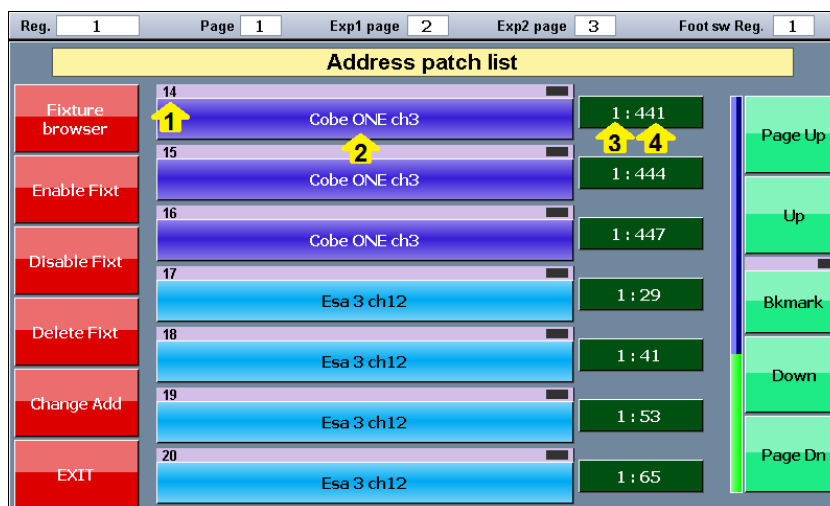 Reg. 1 Page 1 Exp1 page 2 Exp2 page 3 Foot sw Reg. 1
Address patch list
14
Fixture browser
1
Cobe ONE ch3
2
1:441
3 4
Page Up
15
Enable Fixt
Cobe ONE ch3
1:444
16
Up
Cobe ONE ch3
1:447
Disable Fixt
17
Esa 3 ch12
1:29
Bkmark
18
Delete Fixt
Esa 3 ch12
1:41
Down
19
Change Add
Esa 3 ch12
1:53
20
Page Dn
EXIT
Esa 3 ch12
1:65